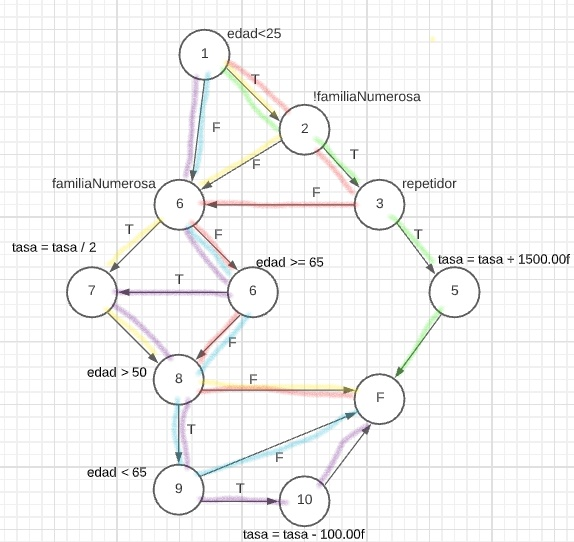 edad<25
1
T
!familiaNumerosa
F
2
T
F
familiaNumerosa
repetidor
F
6
3
T
F
T
tasa = tasa / 2
edad >= 65
tasa = tasa + 1500.00f
T
7
6
5
F
edad > 50
8
F
F
T
edad < 65
F
9
T
10
tasa = tasa - 100.00f